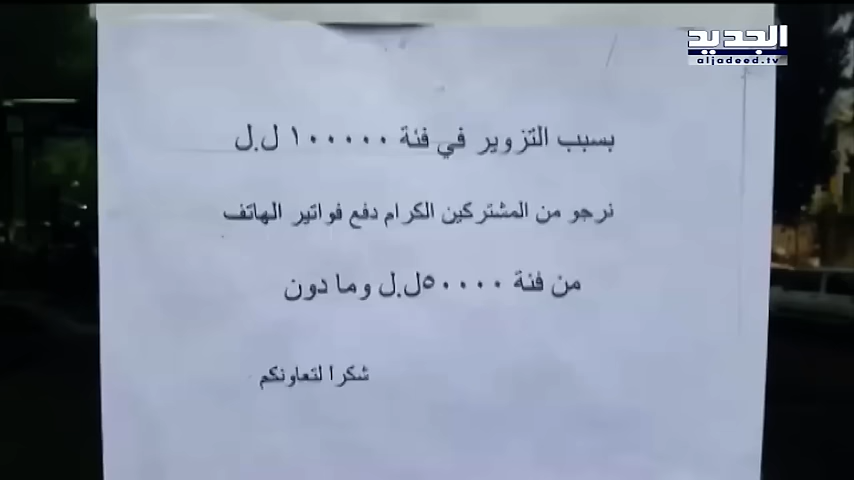 الجديد
aljadeed.tv
بسبب التزوير في فئة ١٠٠٠٠٠ ل.ل
نرجو من المشتركين الكرام دفع فواتير الهاتف
من فئة ٥٠٠٠٠ل.ل وما دون
شكرا لتعاونكم